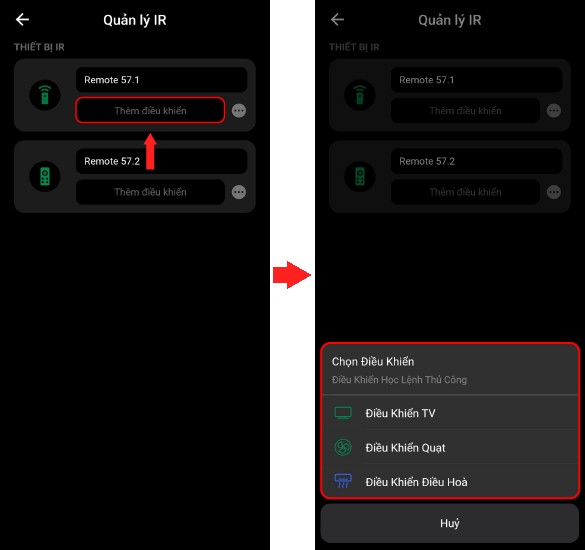 Quản lý IR
THIẾT BỊ IR
Remote 57.1
Thêm điều khiển
Remote 57.2
Thêm điều khiển
Quản lý IR
THIẾT BỊ IR
Remote 57.1
Thêm điều khiển
Remote 57.2
Thêm điều khiển
Chọn Điều Khiển
Điều Khiển Học Lệnh Thủ Công
Điều Khiển TV
Điều Khiển Quạt
Điều Khiển Điều Hoà
Huỷ